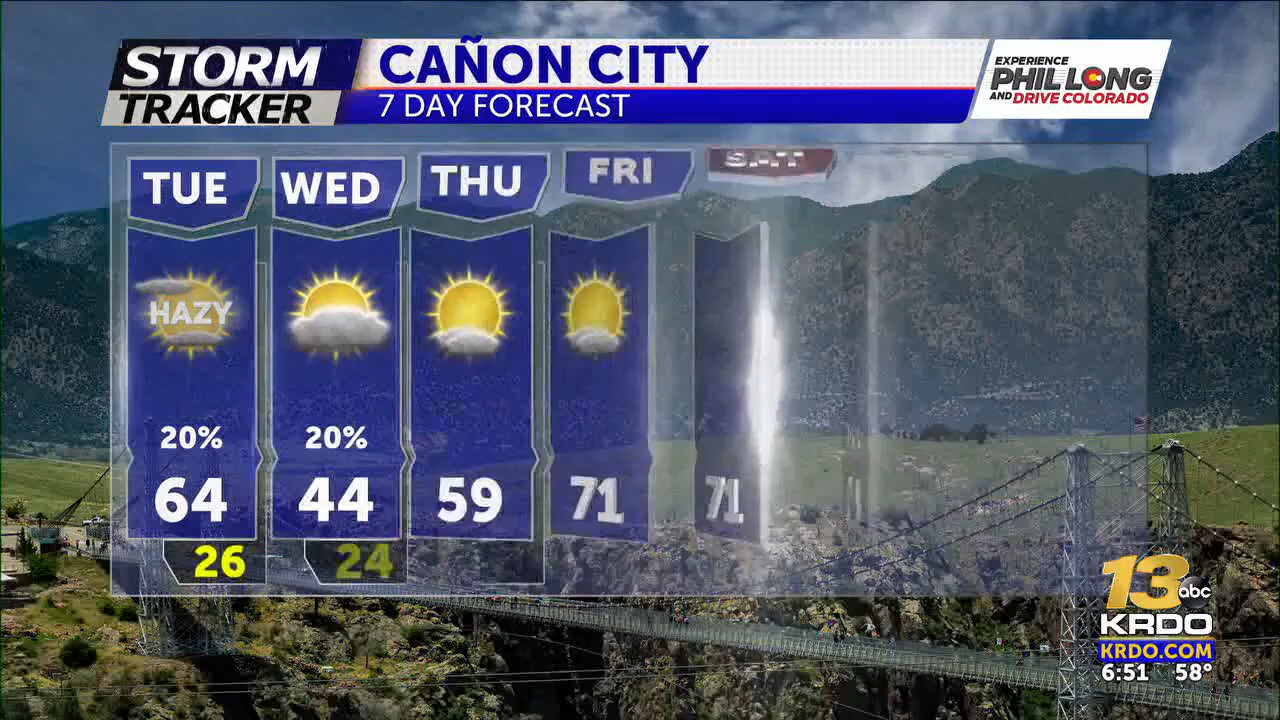 STORM
TRACKER
CAÑON CITY
7 DAY FORECAST
EXPERIENCE
PHIL LONG
AND DRIVE COLORADO
TUE WED THU FRI SAT
HAZY
20% 20%
64 44 59 71 71
26 24
13 abc
KRDO
KRDO.COM
6:51 58°